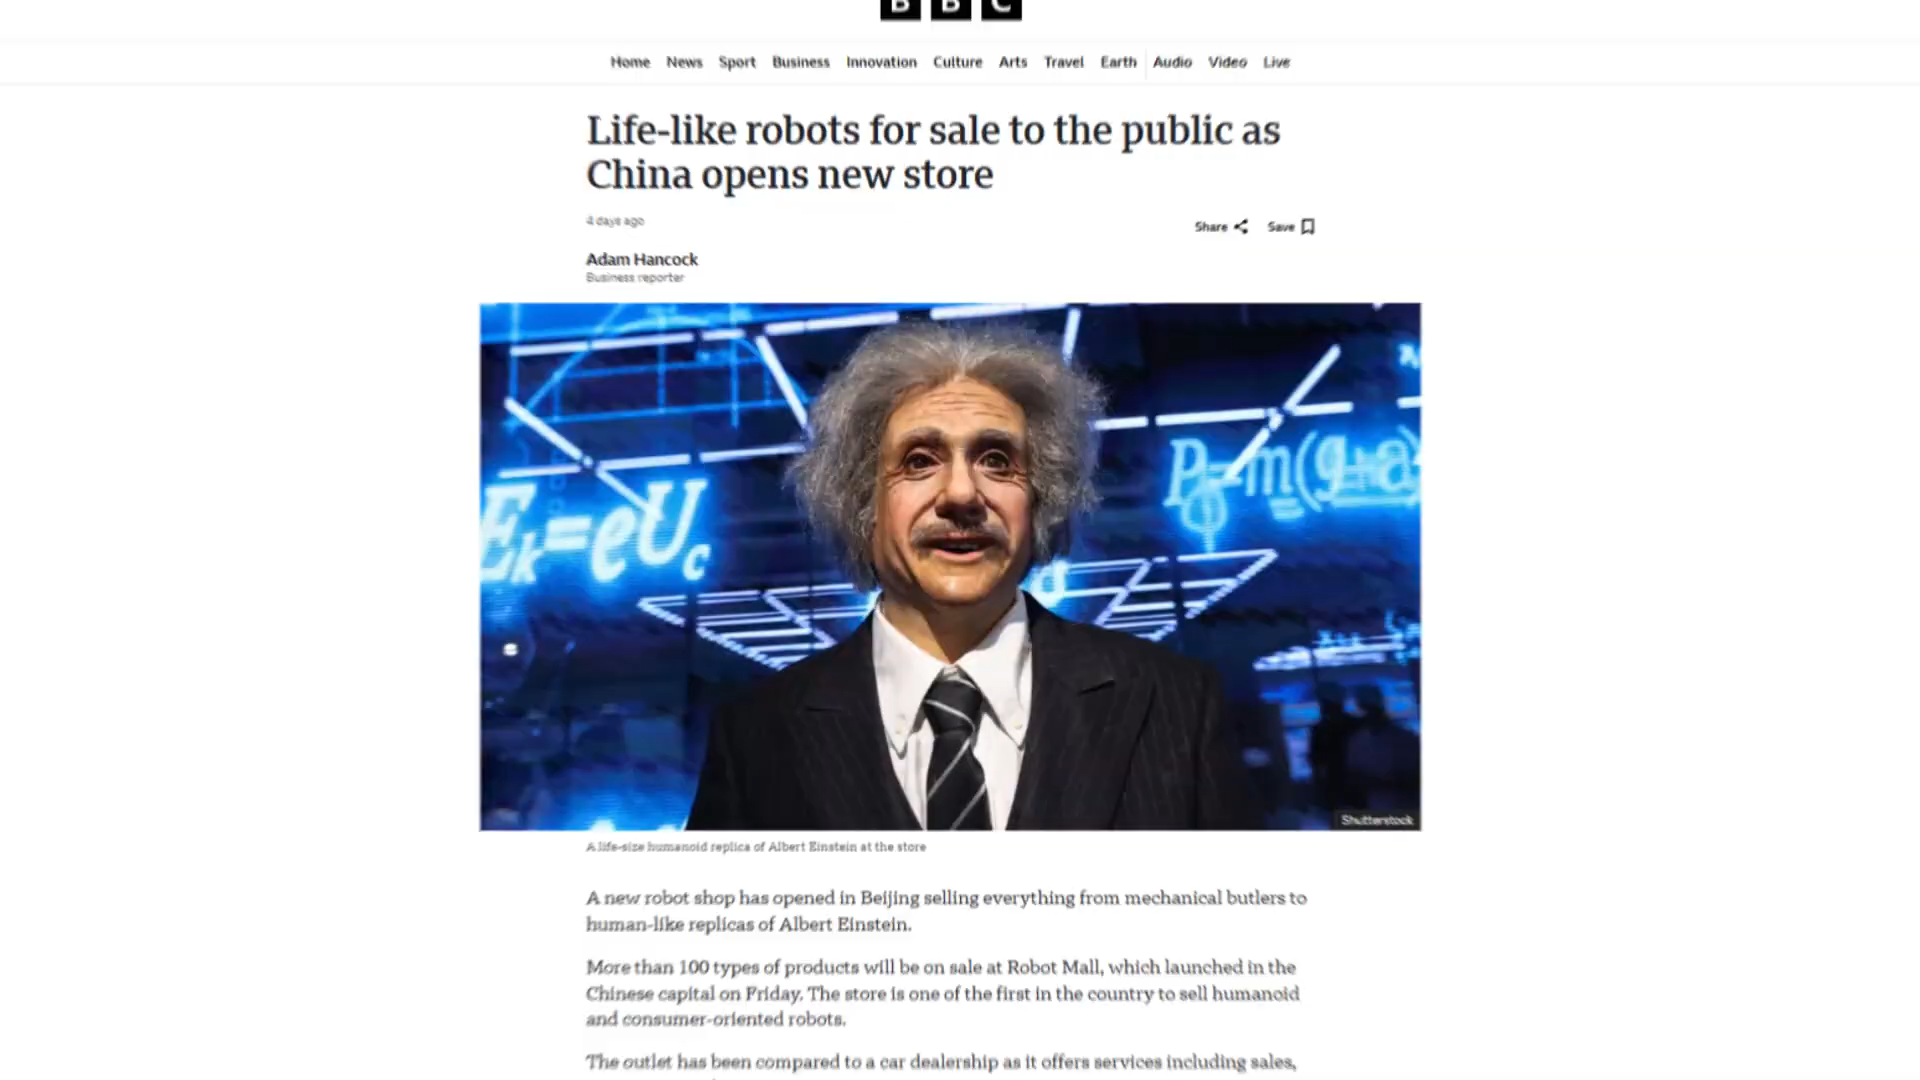 BBC
Home News Sport Business Innovation Culture Arts Travel Earth Audio Video Live
Life-like robots for sale to the public as
China opens new store
4 days ago
Share Save
Adam Hancock
Business reporter
Ek=eUc
P=m(g+a)
Shutterstock
A life-size humanoid replica of Albert Einstein at the store
A new robot shop has opened in Beijing selling everything from mechanical butlers to
human-like replicas of Albert Einstein.
More than 100 types of products will be on sale at Robot Mall, which launched in the
Chinese capital on Friday. The store is one of the first in the country to sell humanoid
and consumer-oriented robots.
The outlet has been compared to a car dealership as it offers services including sales,